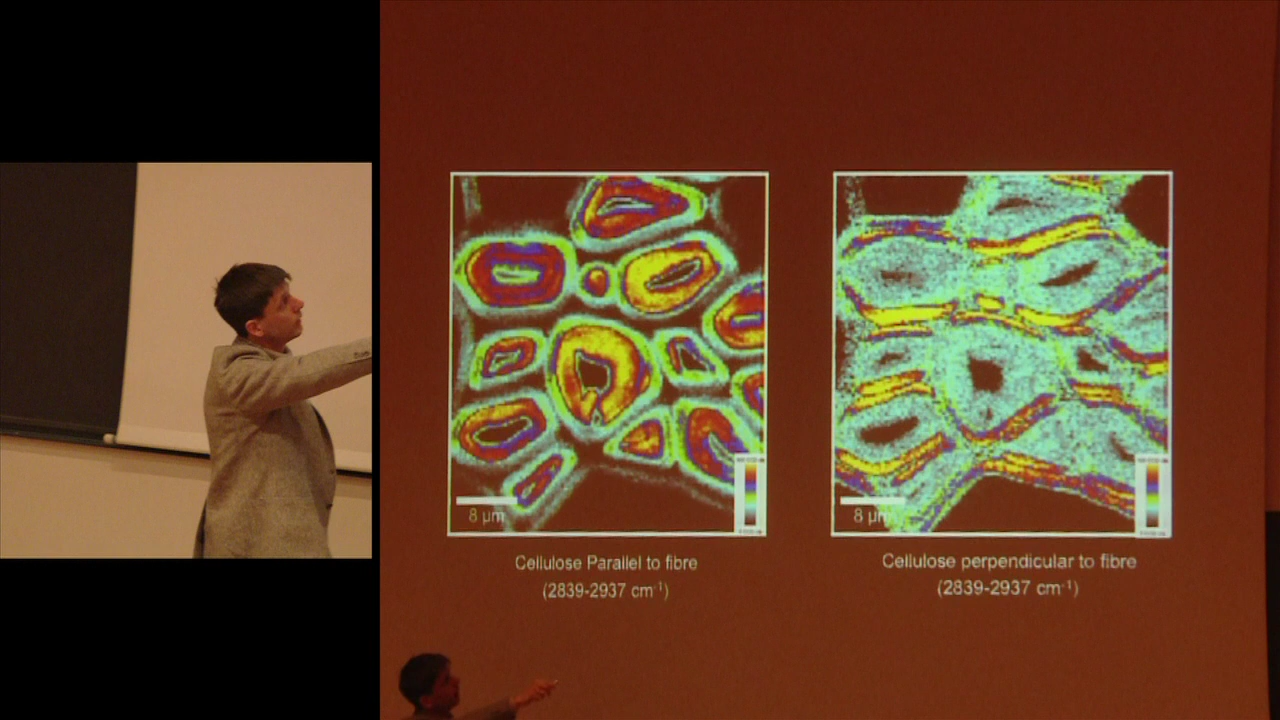 8 µm
8 µm
Cellulose Parallel to fibre
(2839-2937 cm⁻¹)
Cellulose perpendicular to fibre
(2839-2937 cm⁻¹)